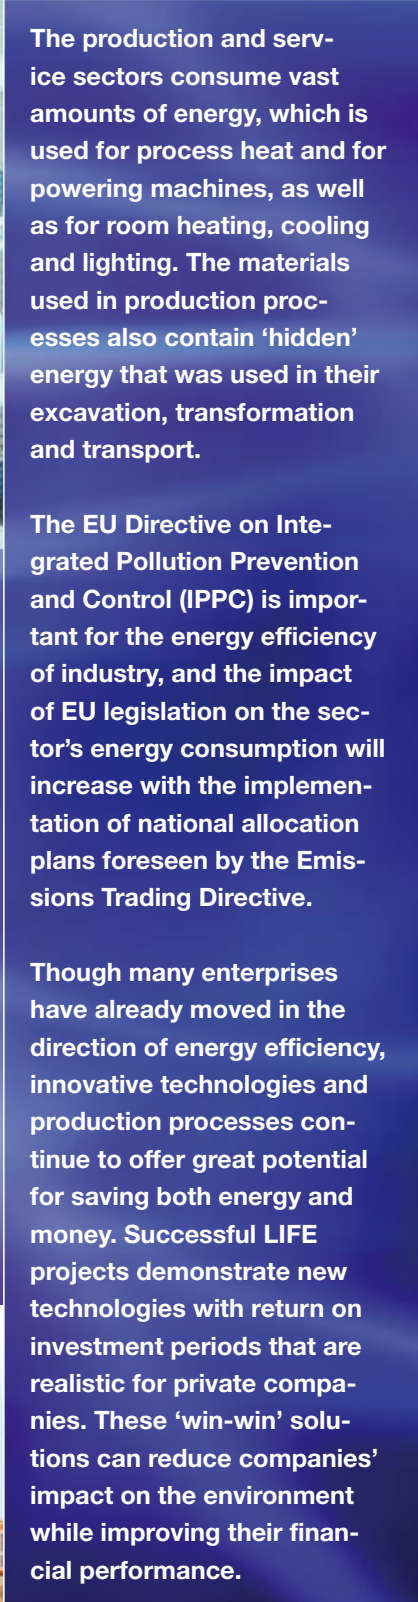 The production and serv-
ice sectors consume vast
amounts of energy, which is
used for process heat and for
powering machines, as well
as for room heating, cooling
and lighting. The materials
used in production proc-
esses also contain ‘hidden’
energy that was used in their
excavation, transformation
and transport.
The EU Directive on Inte-
grated Pollution Prevention
and Control (IPPC) is impor-
tant for the energy efficiency
of industry, and the impact
of EU legislation on the sec-
tor’s energy consumption will
increase with the implemen-
tation of national allocation
plans foreseen by the Emis-
sions Trading Directive.
Though many enterprises
have already moved in the
direction of energy efficiency,
innovative technologies and
production processes con-
tinue to offer great potential
for saving both energy and
money. Successful LIFE
projects demonstrate new
technologies with return on
investment periods that are
realistic for private compa-
nies. These ‘win-win’ solu-
tions can reduce companies’
impact on the environment
while improving their finan-
cial performance.